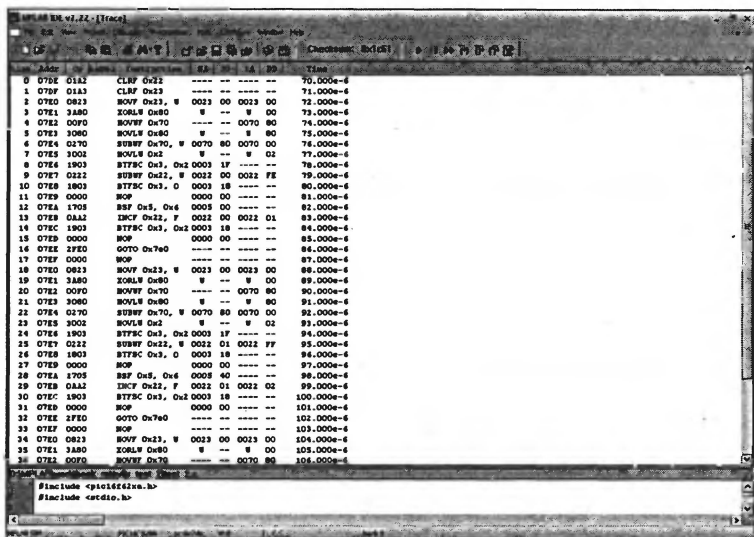 MPLAB IDE v7.22 - [Trace]
Checksum: 0x1c61
Addr Time
0 07DE 01A2 CLRF 0x22 ---- -- ---- -- 70.000e-6
1 07DF 01A3 CLRF 0x23 ---- -- ---- -- 71.000e-6
2 07E0 0823 MOVF 0x23, W 0023 00 0023 00 72.000e-6
3 07E1 3A80 XORLW 0x80 W -- W 00 73.000e-6
4 07E2 00F0 MOVWF 0x70 ---- -- 0070 80 74.000e-6
5 07E3 3080 MOVLW 0x80 W -- W 80 75.000e-6
6 07E4 0270 SUBWF 0x70, W 0070 80 0070 00 76.000e-6
7 07E5 3002 MOVLW 0x2 W -- W 02 77.000e-6
8 07E6 1903 BTFSC 0x3, 0x2 0003 1F ---- -- 78.000e-6
9 07E7 0222 SUBWF 0x22, W 0022 00 0022 FE 79.000e-6
10 07E8 1803 BTFSC 0x3, 0 0003 18 ---- -- 80.000e-6
11 07E9 0000 NOP 0000 00 ---- -- 81.000e-6
12 07EA 1705 BSF 0x5, 0x6 0005 00 ---- -- 82.000e-6
13 07EB 0AA2 INCF 0x22, F 0022 00 0022 01 83.000e-6
14 07EC 1903 BTFSC 0x3, 0x2 0003 18 ---- -- 84.000e-6
15 07ED 0000 NOP 0000 00 ---- -- 85.000e-6
16 07EE 2FE0 GOTO 0x7e0 ---- -- ---- -- 86.000e-6
17 07EF 0000 NOP ---- -- ---- -- 87.000e-6
18 07E0 0823 MOVF 0x23, W 0023 00 0023 00 88.000e-6
19 07E1 3A80 XORLW 0x80 W -- W 00 89.000e-6
20 07E2 00F0 MOVWF 0x70 ---- -- 0070 80 90.000e-6
21 07E3 3080 MOVLW 0x80 W -- W 80 91.000e-6
22 07E4 0270 SUBWF 0x70, W 0070 80 0070 00 92.000e-6
23 07E5 3002 MOVLW 0x2 W -- W 02 93.000e-6
24 07E6 1903 BTFSC 0x3, 0x2 0003 1F ---- -- 94.000e-6
25 07E7 0222 SUBWF 0x22, W 0022 01 0022 FF 95.000e-6
26 07E8 1803 BTFSC 0x3, 0 0003 18 ---- -- 96.000e-6
27 07E9 0000 NOP 0000 00 ---- -- 97.000e-6
28 07EA 1705 BSF 0x5, 0x6 0005 40 ---- -- 98.000e-6
29 07EB 0AA2 INCF 0x22, F 0022 01 0022 02 99.000e-6
30 07EC 1903 BTFSC 0x3, 0x2 0003 18 ---- -- 100.000e-6
31 07ED 0000 NOP 0000 00 ---- -- 101.000e-6
32 07EE 2FE0 GOTO 0x7e0 ---- -- ---- -- 102.000e-6
33 07EF 0000 NOP ---- -- ---- -- 103.000e-6
34 07E0 0823 MOVF 0x23, W 0023 00 0023 00 104.000e-6
35 07E1 3A80 XORLW 0x80 W -- W 00 105.000e-6
36 07E2 00F0 MOVWF 0x70 ---- -- 0070 80 106.000e-6
#include <pic16f62xa.h>
#include <stdio.h>